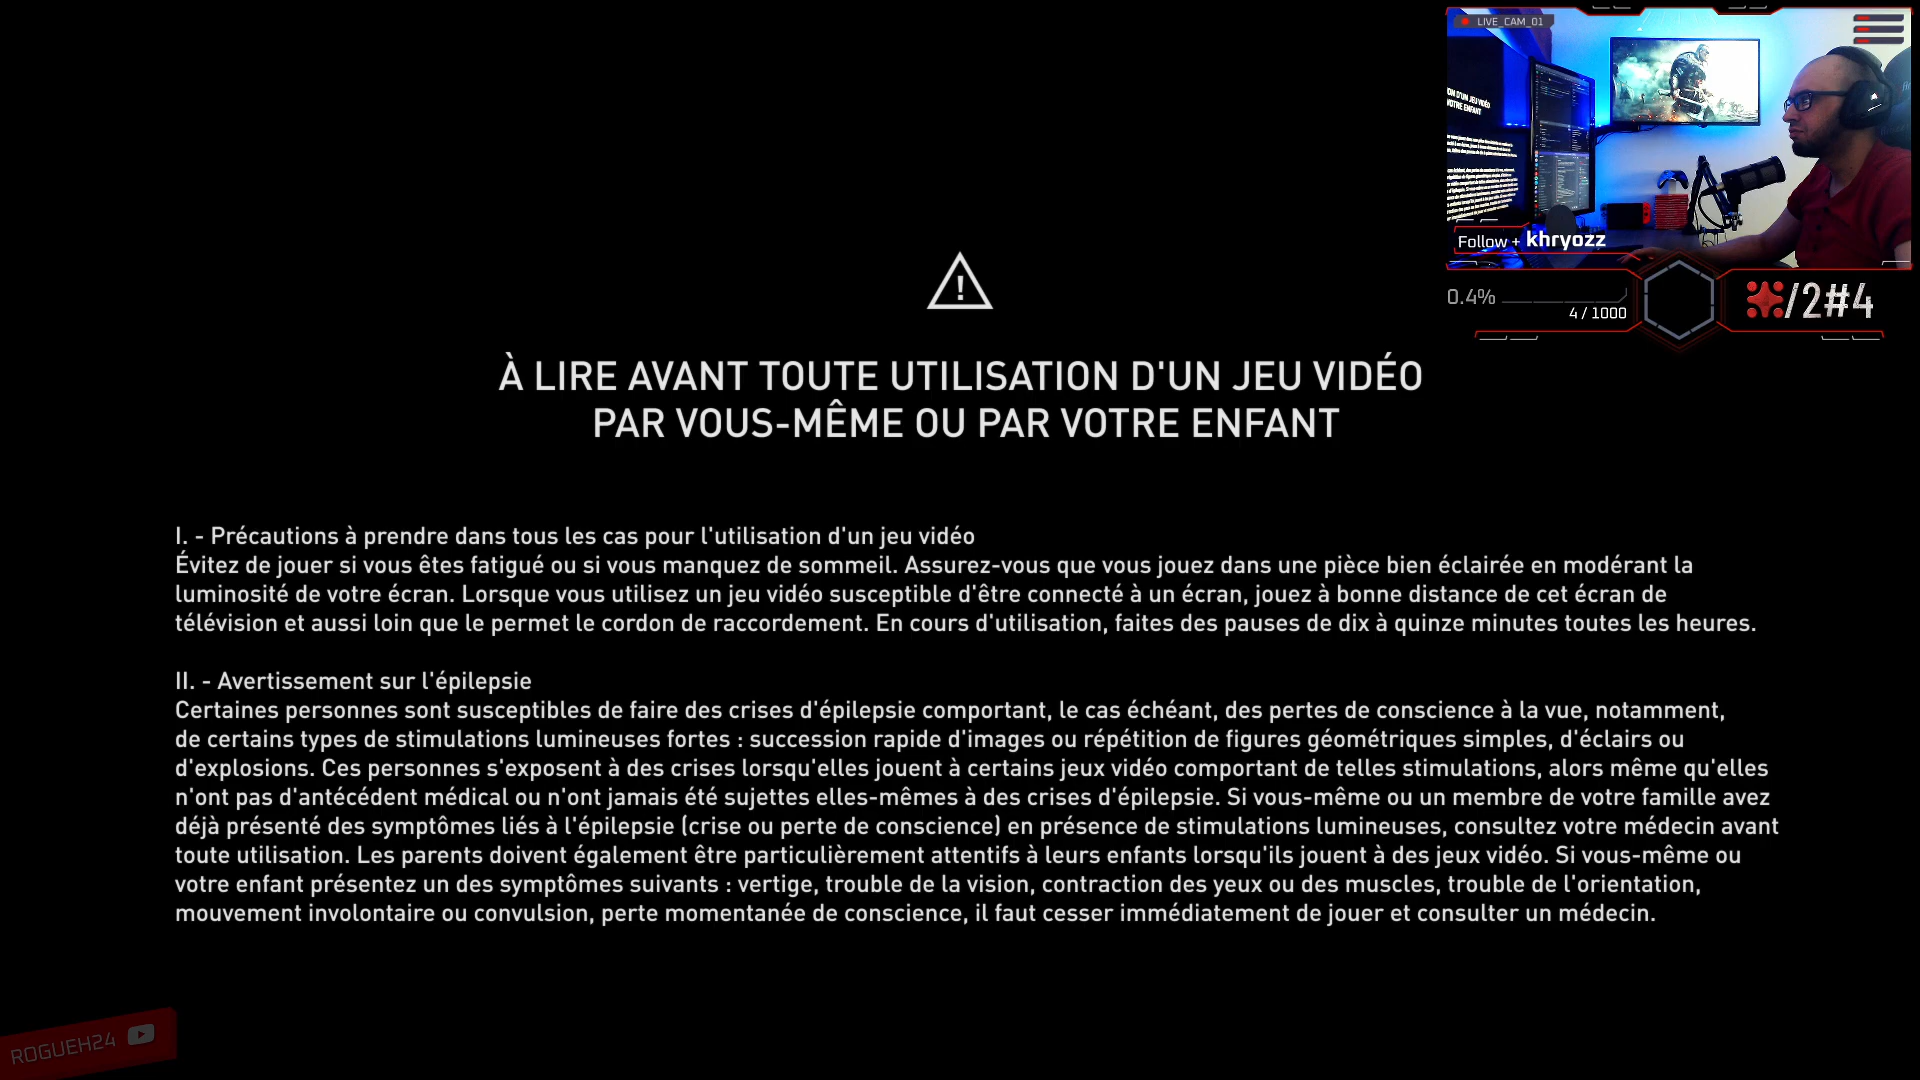 LIVE_CAM_01
Follow + khryozz
0.4%
4 / 1000
/2#4
À LIRE AVANT TOUTE UTILISATION D'UN JEU VIDÉO
PAR VOUS-MÊME OU PAR VOTRE ENFANT
I. - Précautions à prendre dans tous les cas pour l'utilisation d'un jeu vidéo
Évitez de jouer si vous êtes fatigué ou si vous manquez de sommeil. Assurez-vous que vous jouez dans une pièce bien éclairée en modérant la
luminosité de votre écran. Lorsque vous utilisez un jeu vidéo susceptible d'être connecté à un écran, jouez à bonne distance de cet écran de
télévision et aussi loin que le permet le cordon de raccordement. En cours d'utilisation, faites des pauses de dix à quinze minutes toutes les heures.
II. - Avertissement sur l'épilepsie
Certaines personnes sont susceptibles de faire des crises d'épilepsie comportant, le cas échéant, des pertes de conscience à la vue, notamment,
de certains types de stimulations lumineuses fortes : succession rapide d'images ou répétition de figures géométriques simples, d'éclairs ou
d'explosions. Ces personnes s'exposent à des crises lorsqu'elles jouent à certains jeux vidéo comportant de telles stimulations, alors même qu'elles
n'ont pas d'antécédent médical ou n'ont jamais été sujettes elles-mêmes à des crises d'épilepsie. Si vous-même ou un membre de votre famille avez
déjà présenté des symptômes liés à l'épilepsie (crise ou perte de conscience) en présence de stimulations lumineuses, consultez votre médecin avant
toute utilisation. Les parents doivent également être particulièrement attentifs à leurs enfants lorsqu'ils jouent à des jeux vidéo. Si vous-même ou
votre enfant présentez un des symptômes suivants : vertige, trouble de la vision, contraction des yeux ou des muscles, trouble de l'orientation,
mouvement involontaire ou convulsion, perte momentanée de conscience, il faut cesser immédiatement de jouer et consulter un médecin.
ROGUEH24